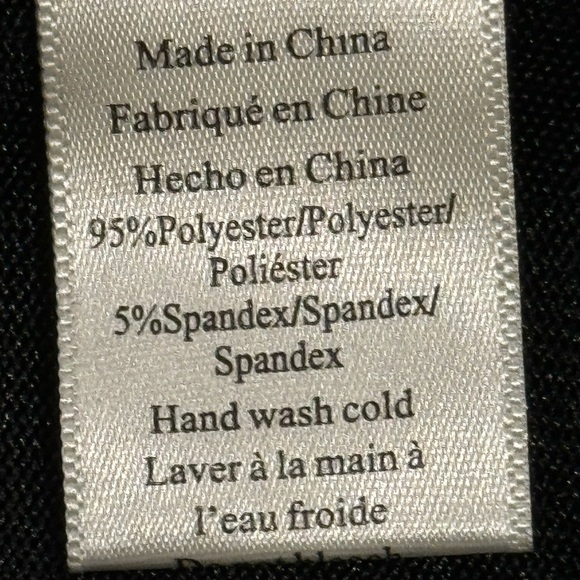 Made in China
Fabriqué en Chine
Hecho en China
95%Polyester/Polyester/
Poliéster
5%Spandex/Spandex/
Spandex
Hand wash cold
Laver à la main à
l'eau froide